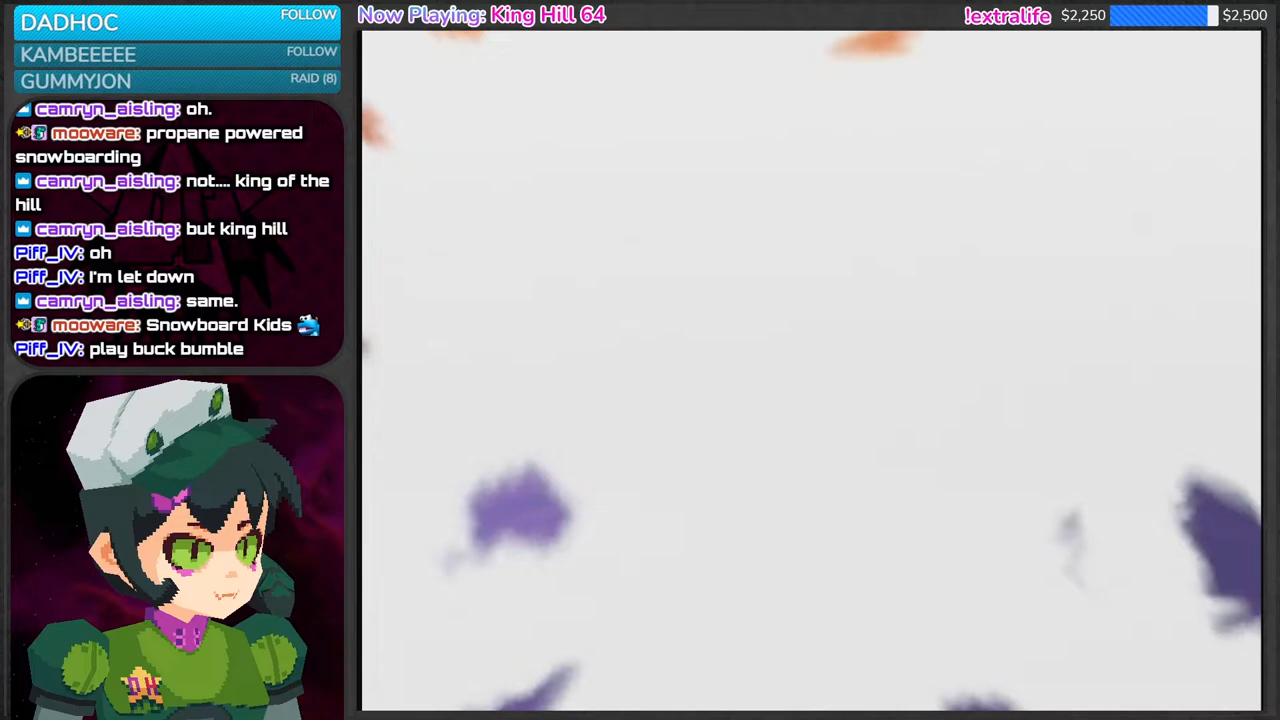 DADHOC FOLLOW
Now Playing: King Hill 64
!extralife $2,250 $2,500
KAMBEEEEE FOLLOW
GUMMYJON RAID (8)
camryn_aisling: oh.
mooware: propane powered
snowboarding
camryn_aisling: not.... king of the
hill
camryn_aisling: but king hill
Piff_IV: oh
Piff_IV: I'm let down
camryn_aisling: same.
mooware: Snowboard Kids
Piff_IV: play buck bumble
DH